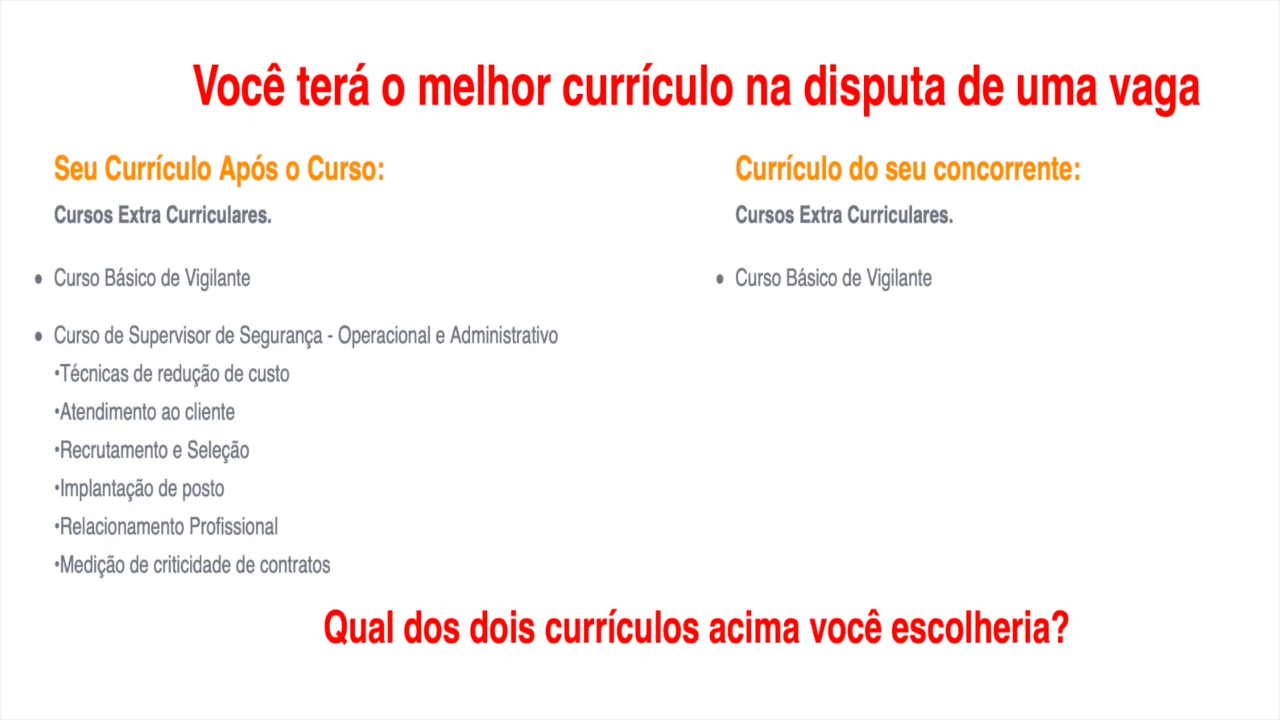 Você terá o melhor currículo na disputa de uma vaga
Seu Currículo Após o Curso:
Cursos Extra Curriculares.
• Curso Básico de Vigilante
• Curso de Supervisor de Segurança - Operacional e Administrativo
•Técnicas de redução de custo
•Atendimento ao cliente
•Recrutamento e Seleção
•Implantação de posto
•Relacionamento Profissional
•Medição de criticidade de contratos
Currículo do seu concorrente:
Cursos Extra Curriculares.
• Curso Básico de Vigilante
Qual dos dois currículos acima você escolheria?